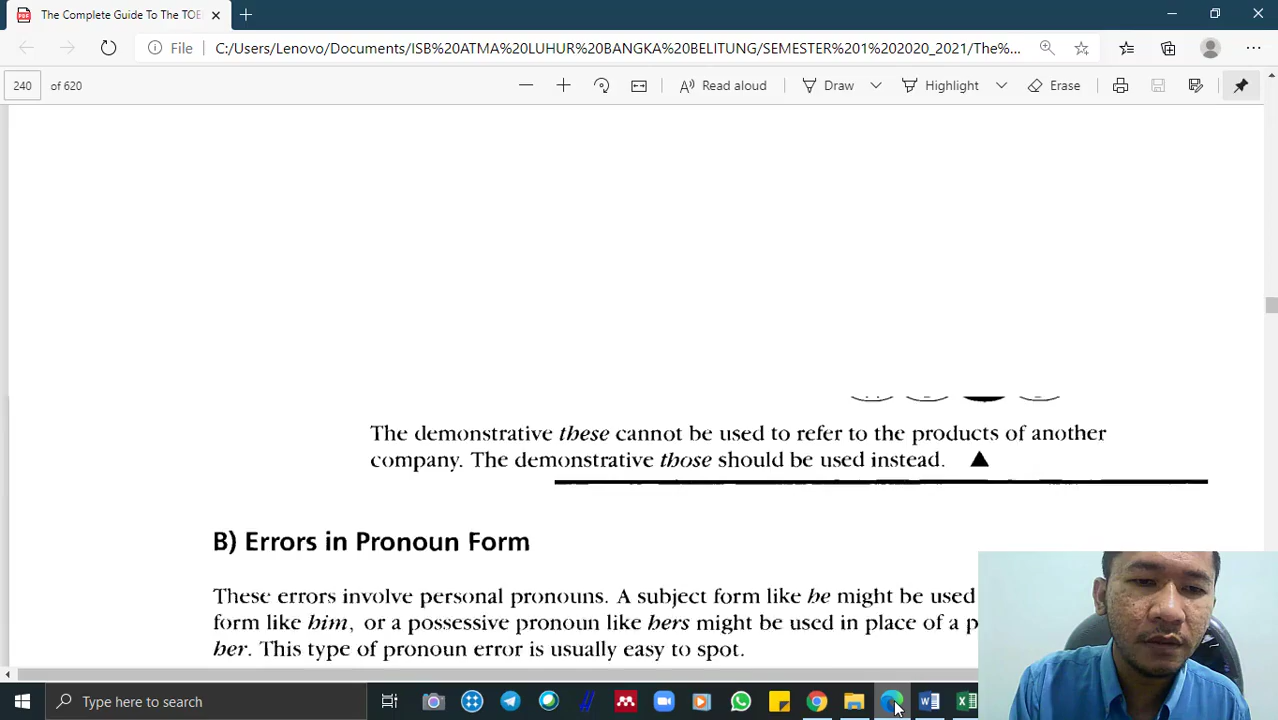 The Complete Guide To The TOE
File
C:/Users/Lenovo/Documents/ISB%20ATMA%20LUHUR%20BANGKA%20BELITUNG/SEMESTER%201%202020_2021/The%...
240 of 620
Read aloud
Draw
Highlight
Erase
The demonstrative these cannot be used to refer to the products of another
company. The demonstrative those should be used instead.
B) Errors in Pronoun Form
These errors involve personal pronouns. A subject form like he might be used
form like him, or a possessive pronoun like hers might be used in place of a p
her. This type of pronoun error is usually easy to spot.
Type here to search